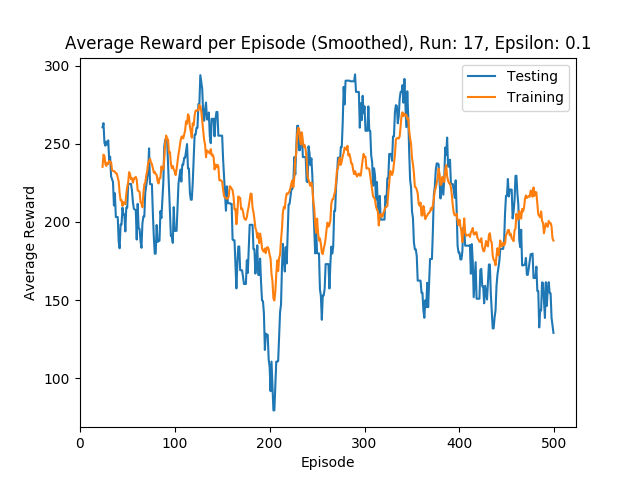 Average Reward per Episode (Smoothed), Run: 17, Epsilon: 0.1
Testing
Training
300
250
200
150
100
Average Reward
0
100
200
300
400
500
Episode